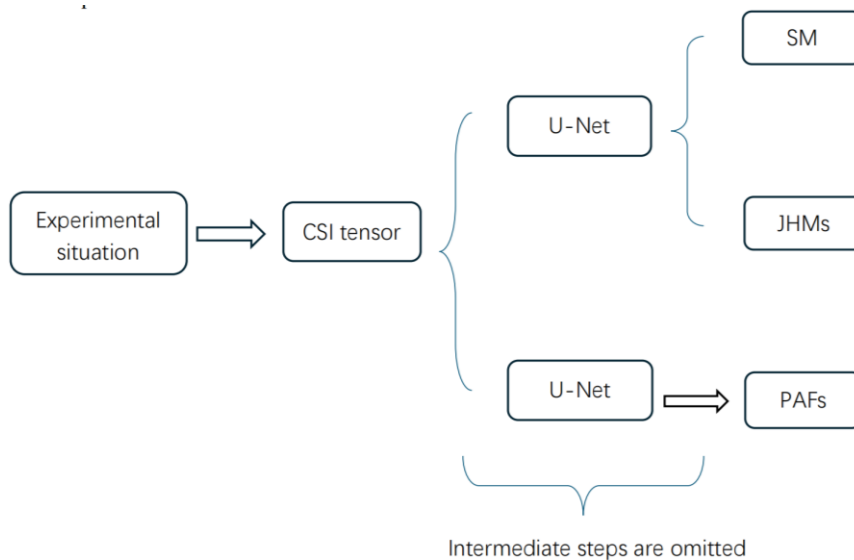 SM
U-Net
Experimental
situation
CSI tensor
JHMs
U-Net
PAFs
Intermediate steps are omitted